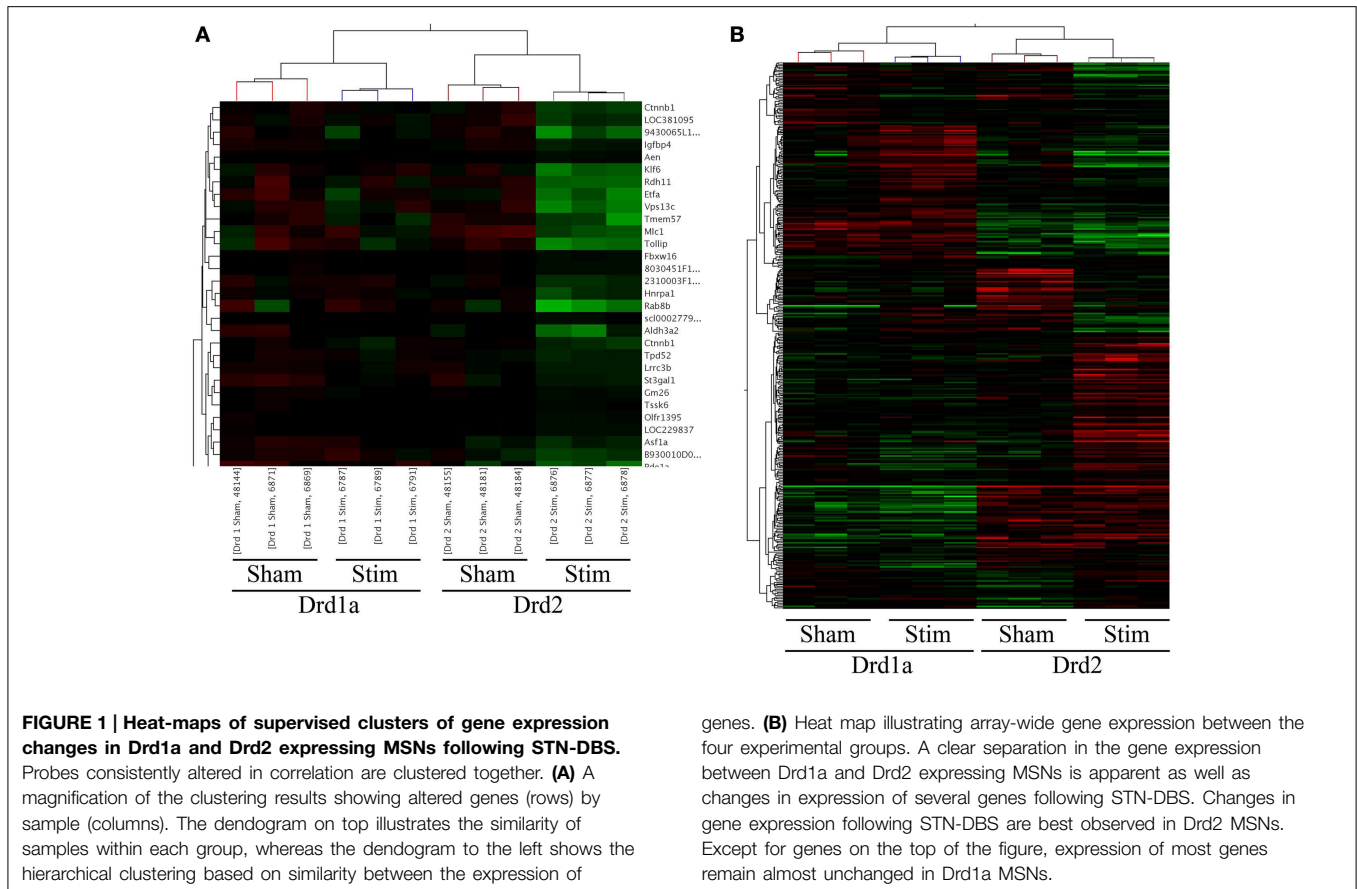 A
Ctnnb1
LOC381095
9430065L1...
Igfbp4
Aen
Klf6
Rdh11
Etfa
Vps13c
Tmem57
Mlc1
Tollip
Fbxw16
8030451F1...
2310003F1...
Hnrpa1
Rab8b
scl0002779...
Aldh3a2
Ctnnb1
Tpd52
Lrrc3b
St3gal1
Gm26
Tssk6
Olfr1395
LOC229837
Asf1a
B930010D0...
[Drd 1 Sham, 48144]
[Drd 1 Sham, 6871]
[Drd 1 Sham, 6869]
[Drd 1 Stim, 6787]
[Drd 1 Stim, 6789]
[Drd 1 Stim, 6791]
[Drd 2 Sham, 48155]
[Drd 2 Sham, 48181]
[Drd 2 Sham, 48184]
[Drd 2 Stim, 6876]
[Drd 2 Stim, 6877]
[Drd 2 Stim, 6878]
Sham Stim Sham Stim
Drd1a Drd2
B
Sham Stim Sham Stim
Drd1a Drd2
FIGURE 1 | Heat-maps of supervised clusters of gene expression
changes in Drd1a and Drd2 expressing MSNs following STN-DBS.
Probes consistently altered in correlation are clustered together. (A) A
magnification of the clustering results showing altered genes (rows) by
sample (columns). The dendogram on top illustrates the similarity of
samples within each group, whereas the dendogram to the left shows the
hierarchical clustering based on similarity between the expression of
genes. (B) Heat map illustrating array-wide gene expression between the
four experimental groups. A clear separation in the gene expression
between Drd1a and Drd2 expressing MSNs is apparent as well as
changes in expression of several genes following STN-DBS. Changes in
gene expression following STN-DBS are best observed in Drd2 MSNs.
Except for genes on the top of the figure, expression of most genes
remain almost unchanged in Drd1a MSNs.